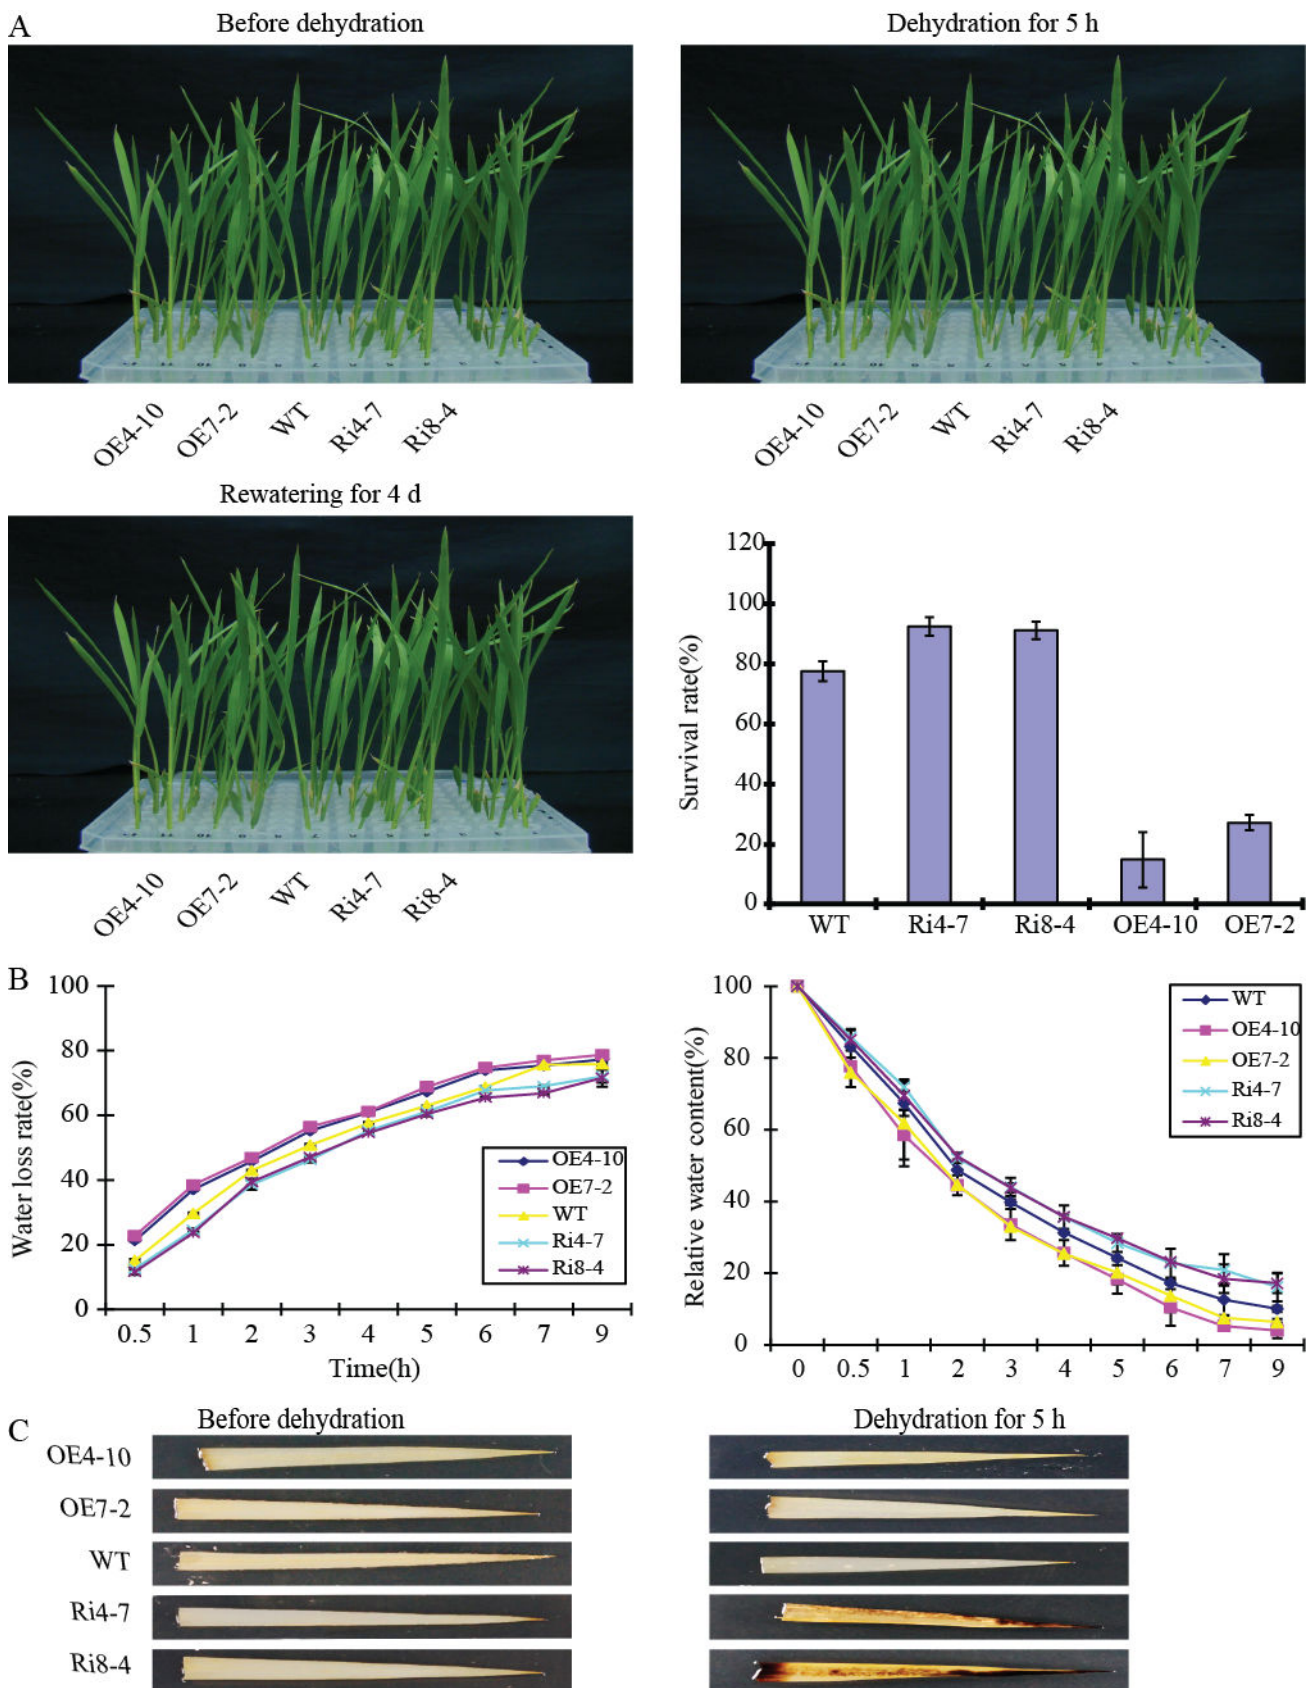 A
Before dehydration
Dehydration for 5 h
OE4-10 OE7-2 WT Ri4-7 Ri8-4
OE4-10 OE7-2 WT Ri4-7 Ri8-4
Rewatering for 4 d
OE4-10 OE7-2 WT Ri4-7 Ri8-4
Survival rate(%)
120
100
80
60
40
20
0
WT Ri4-7 Ri8-4 OE4-10 OE7-2
B
Water loss rate(%)
100
80
60
40
20
0
0.5 1 2 3 4 5 6 7 9
Time(h)
OE4-10
OE7-2
WT
Ri4-7
Ri8-4
Relative water content(%)
100
80
60
40
20
0
0 0.5 1 2 3 4 5 6 7 9
WT
OE4-10
OE7-2
Ri4-7
Ri8-4
C
Before dehydration
Dehydration for 5 h
OE4-10
OE7-2
WT
Ri4-7
Ri8-4